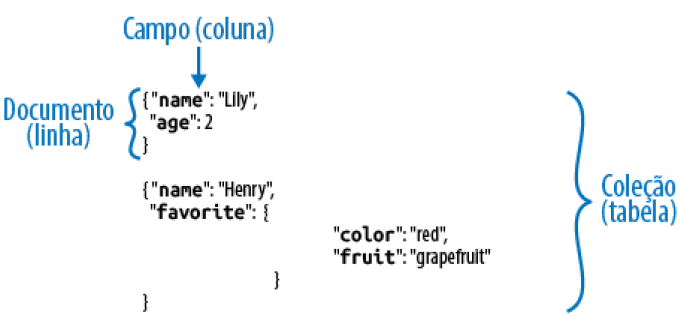 Campo (coluna)
Documento
(linha)
{"name": "Lily",
"age": 2
}
{"name": "Henry",
"favorite": {
"color": "red",
"fruit": "grapefruit"
}
}
Coleção
(tabela)